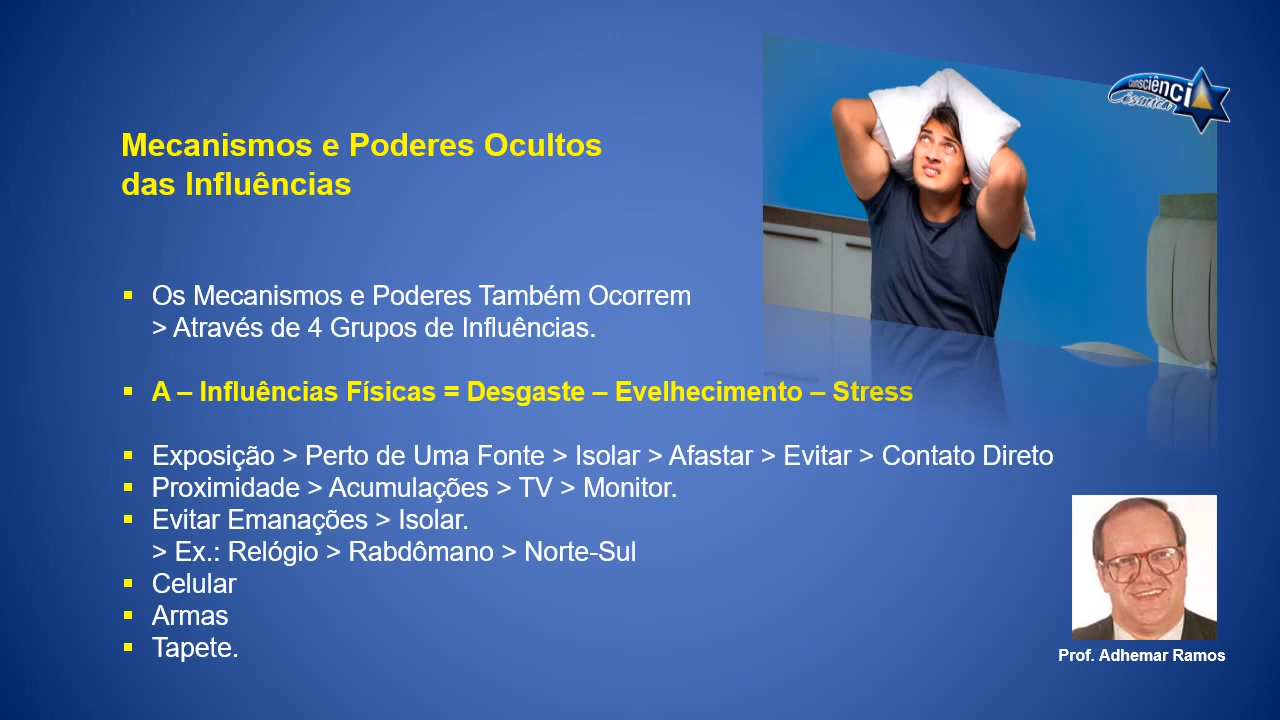 Mecanismos e Poderes Ocultos
das Influências
Consciência
Cósmica
Os Mecanismos e Poderes Também Ocorrem
> Através de 4 Grupos de Influências.
A – Influências Físicas = Desgaste – Evelhecimento – Stress
Exposição > Perto de Uma Fonte > Isolar > Afastar > Evitar > Contato Direto
Proximidade > Acumulações > TV > Monitor.
Evitar Emanações > Isolar.
> Ex.: Relógio > Rabdômano > Norte-Sul
Celular
Armas
Tapete.
Prof. Adhemar Ramos